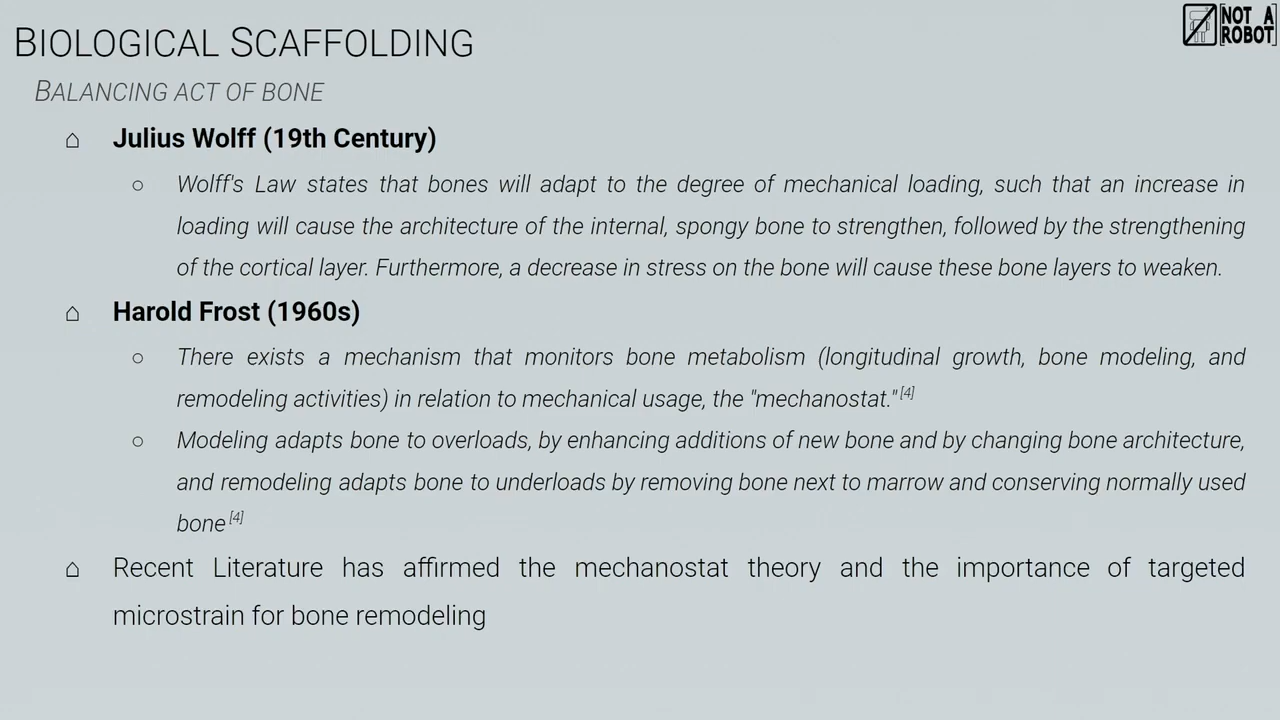 BIOLOGICAL SCAFFOLDING
NOT A
ROBOT
BALANCING ACT OF BONE
Julius Wolff (19th Century)
Wolff's Law states that bones will adapt to the degree of mechanical loading, such that an increase in
loading will cause the architecture of the internal, spongy bone to strengthen, followed by the strengthening
of the cortical layer. Furthermore, a decrease in stress on the bone will cause these bone layers to weaken.
Harold Frost (1960s)
There exists a mechanism that monitors bone metabolism (longitudinal growth, bone modeling, and
remodeling activities) in relation to mechanical usage, the "mechanostat."[4]
Modeling adapts bone to overloads, by enhancing additions of new bone and by changing bone architecture,
and remodeling adapts bone to underloads by removing bone next to marrow and conserving normally used
bone[4]
Recent Literature has affirmed the mechanostat theory and the importance of targeted
microstrain for bone remodeling